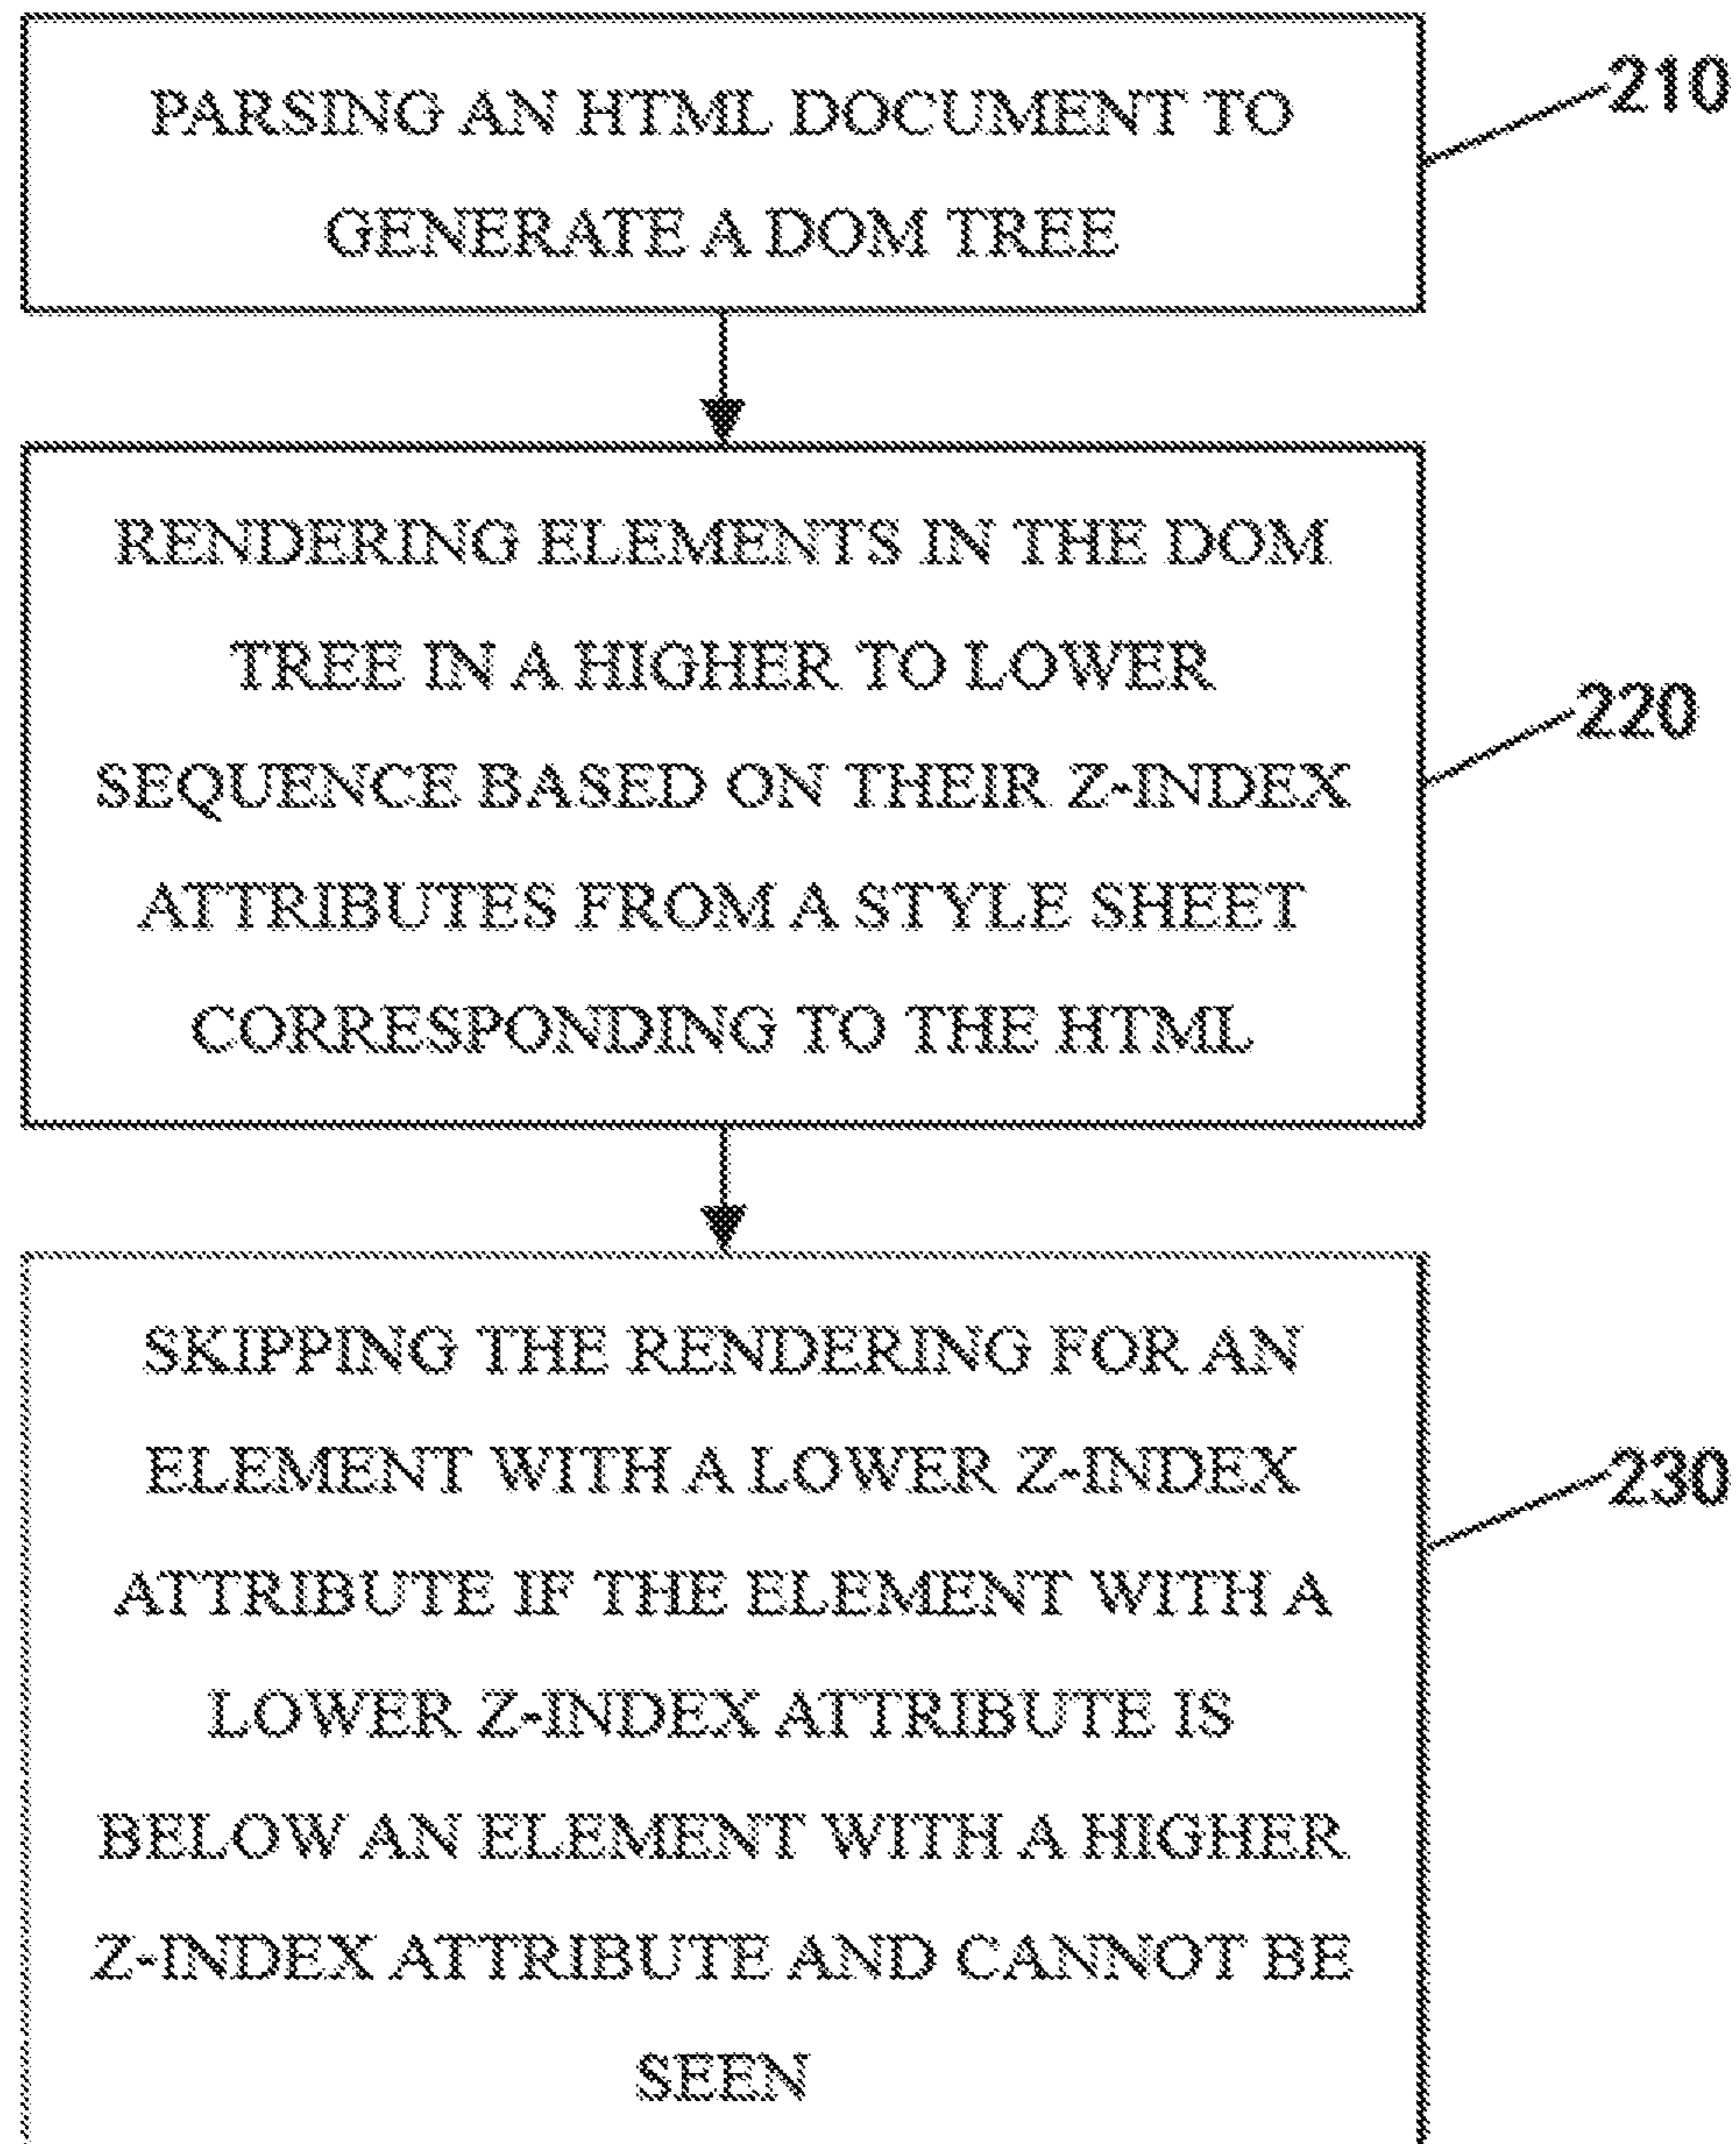 PARSING AN HTML DOCUMENT TO
GENERATE A DOM TREE
210
RENDERING ELEMENTS IN THE DOM
TREE IN A HIGHER TO LOWER
SEQUENCE BASED ON THEIR Z-INDEX
ATTRIBUTES FROM A STYLE SHEET
CORRESPONDING TO THE HTML
220
SKIPPING THE RENDERING FOR AN
ELEMENT WITH A LOWER Z-INDEX
ATTRIBUTE IF THE ELEMENT WITH A
LOWER Z-INDEX ATTRIBUTE IS
BELOW AN ELEMENT WITH A HIGHER
Z-INDEX ATTRIBUTE AND CANNOT BE
SEEN
230